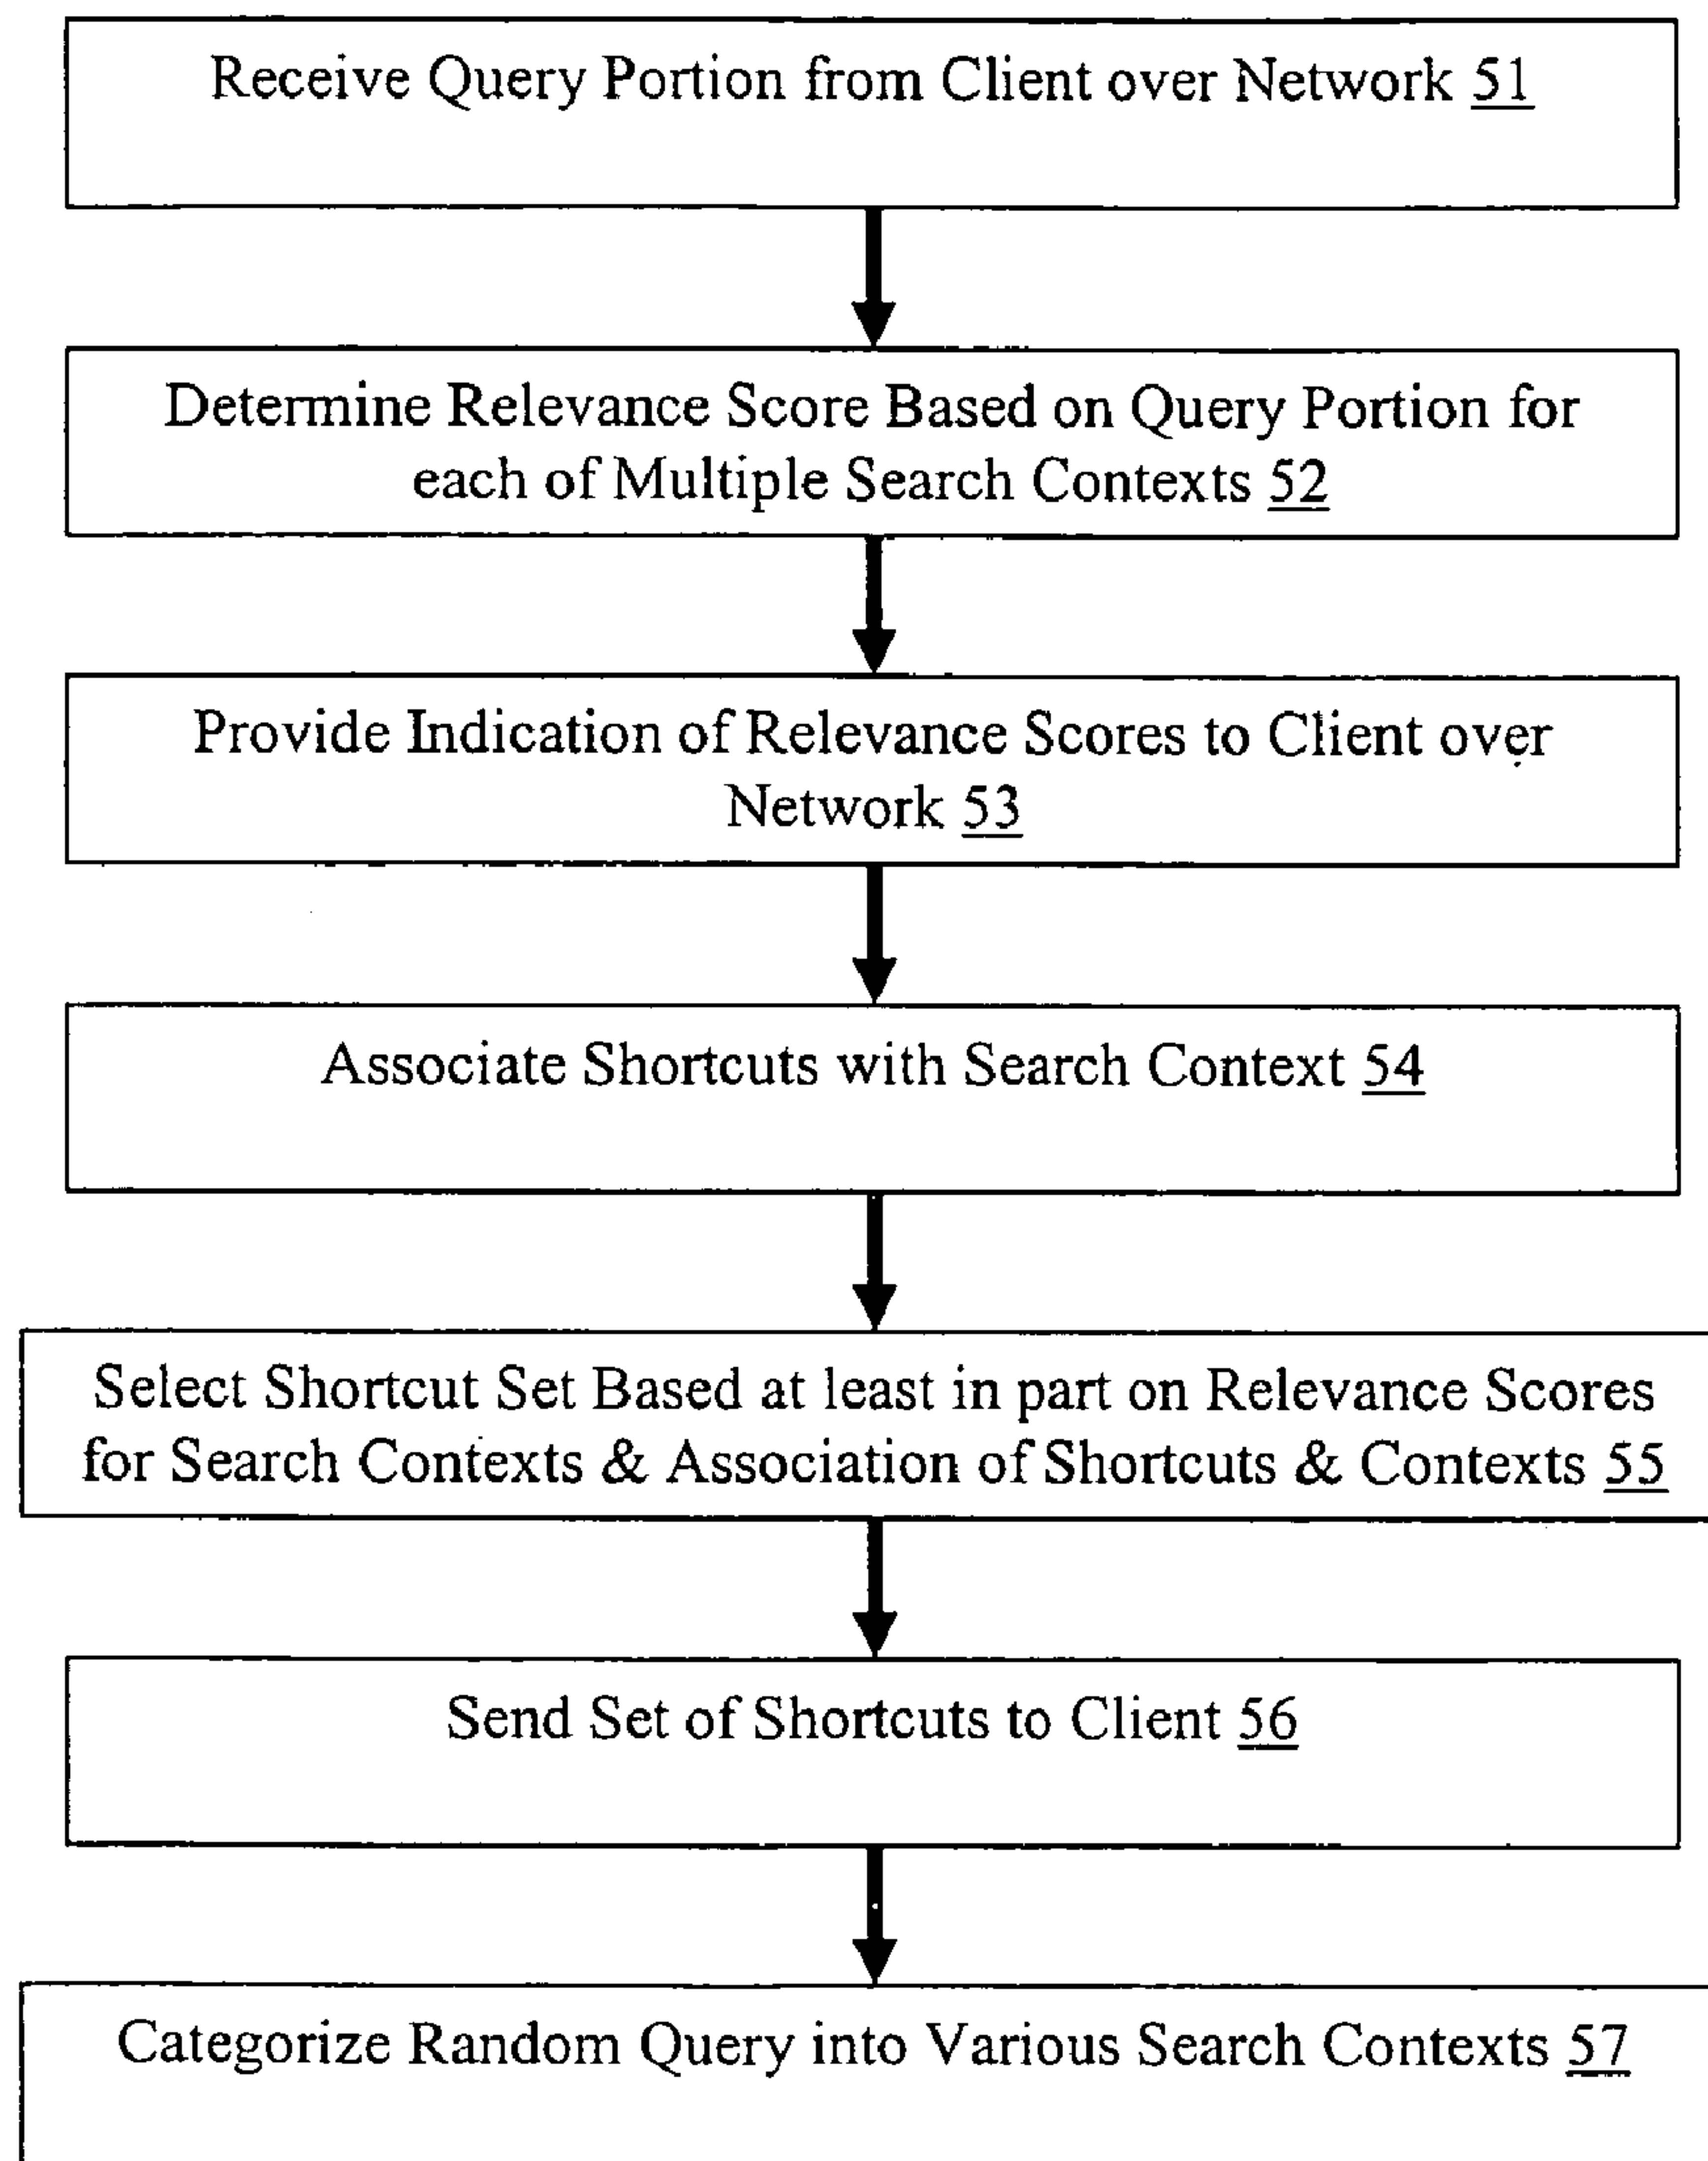 Receive Query Portion from Client over Network 51
Determine Relevance Score Based on Query Portion for
each of Multiple Search Contexts 52
Provide Indication of Relevance Scores to Client over
Network 53
Associate Shortcuts with Search Context 54
Select Shortcut Set Based at least in part on Relevance Scores
for Search Contexts & Association of Shortcuts & Contexts 55
Send Set of Shortcuts to Client 56
Categorize Random Query into Various Search Contexts 57